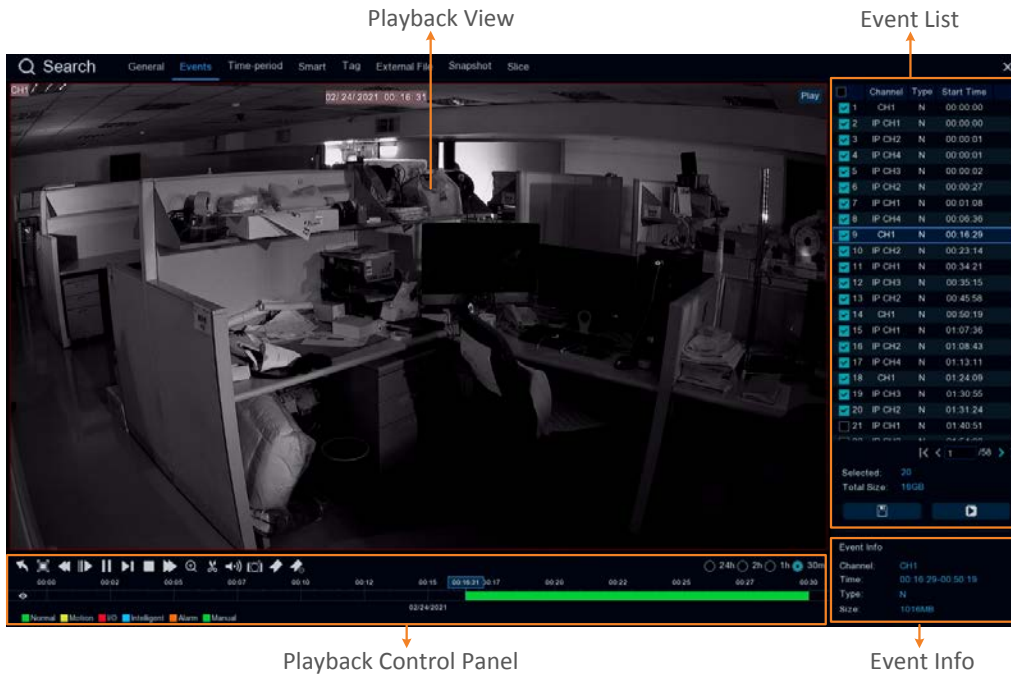 Playback View
Event List
Search General Events Time-period Smart Tag External File Snapshot Slice
CH1
02/24/2021 00:16:31
Play
Channel Type Start Time
1 CH1 N 00:00:00
2 IP CH1 N 00:00:00
3 IP CH2 N 00:00:01
4 IP CH4 N 00:00:01
5 IP CH3 N 00:00:02
6 IP CH2 N 00:00:27
7 IP CH1 N 00:01:08
8 IP CH4 N 00:06:36
9 CH1 N 00:16:29
10 IP CH2 N 00:23:14
11 IP CH1 N 00:34:21
12 IP CH3 N 00:35:15
13 IP CH2 N 00:45:58
14 CH1 N 00:50:19
15 IP CH1 N 01:07:36
16 IP CH2 N 01:08:43
17 IP CH4 N 01:13:11
18 CH1 N 01:24:09
19 IP CH3 N 01:30:55
20 IP CH2 N 01:31:24
21 IP CH1 N 01:40:51
1 /58
Selected: 20
Total Size: 16GB
Event Info
Channel: CH1
Time: 00:16:29-00:50:19
Type: N
Size: 1016MB
24h 2h 1h 30m
00:00 00:02 00:05 00:07 00:10 00:12 00:15 00:16:31 00:17 00:20 00:22 00:25 00:27 00:30
02/24/2021
Normal Motion I/O Intelligent Alarm Manual
Playback Control Panel
Event Info